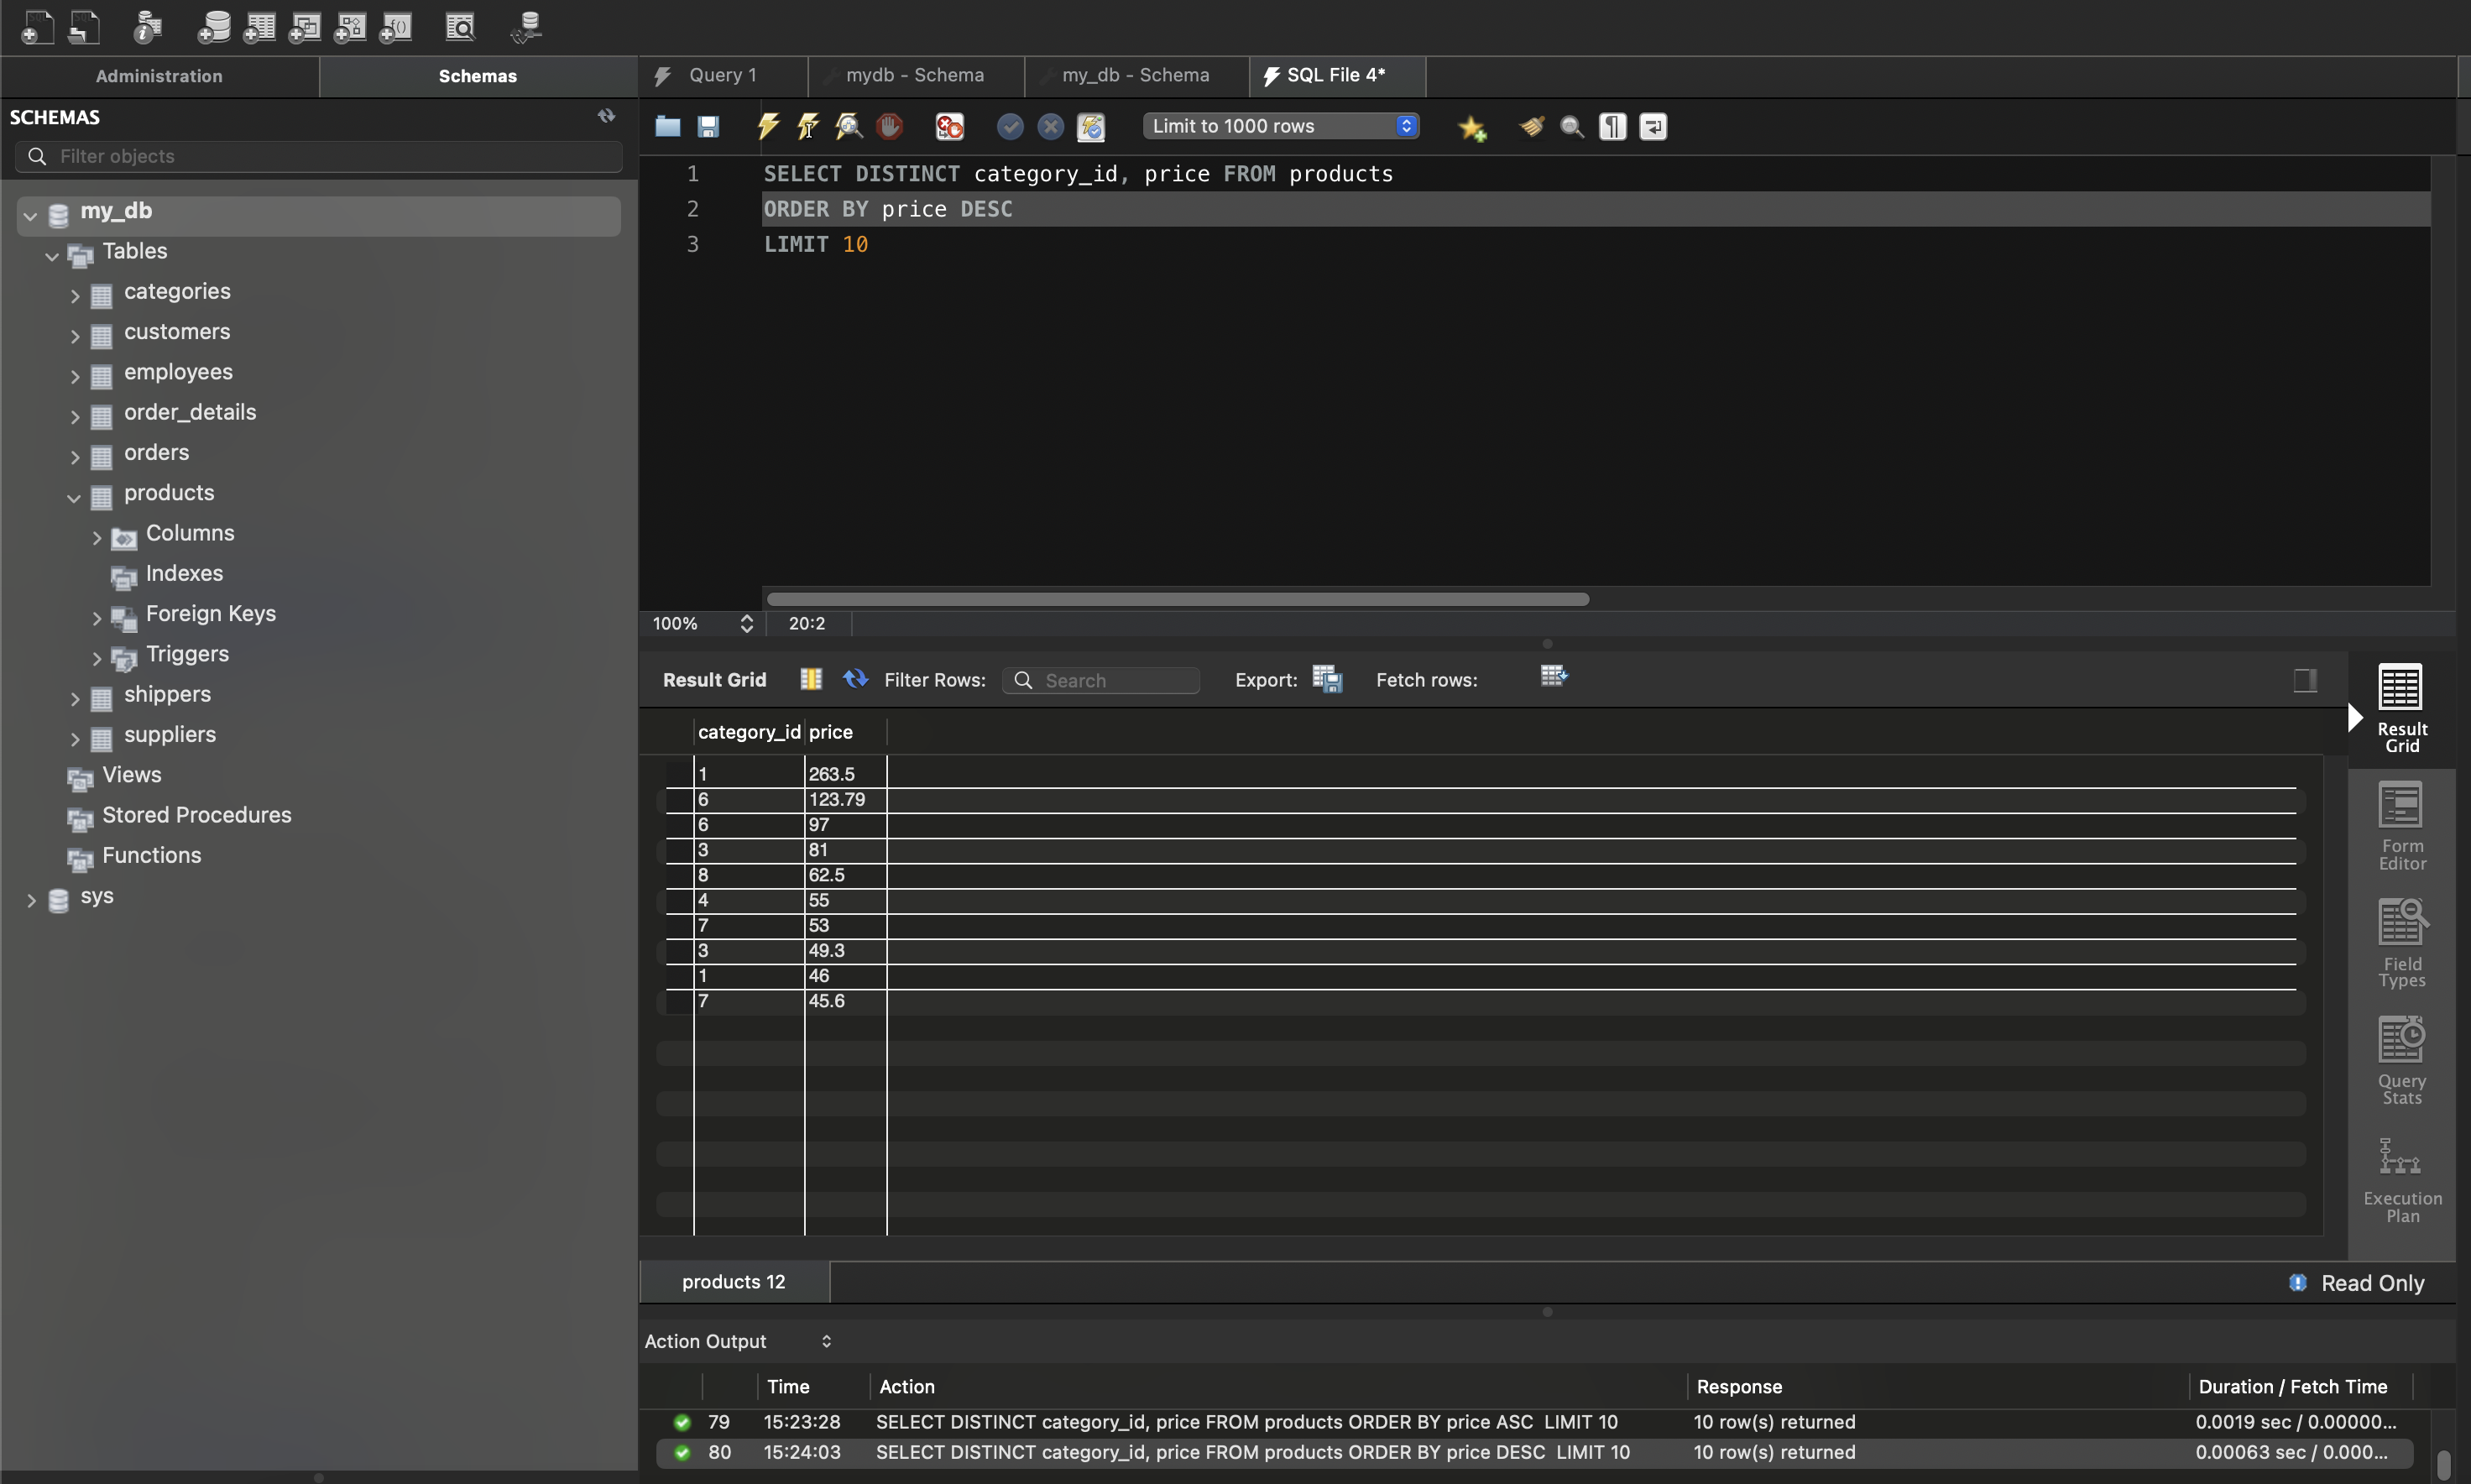 Administration
Schemas
Query 1
mydb - Schema
my_db - Schema
SQL File 4*
SCHEMAS
Filter objects
Limit to 1000 rows
my_db
Tables
categories
customers
employees
order_details
orders
products
Columns
Indexes
Foreign Keys
Triggers
shippers
suppliers
Views
Stored Procedures
Functions
sys
1 SELECT DISTINCT category_id, price FROM products
2 ORDER BY price DESC
3 LIMIT 10
100% 20:2
Result Grid Filter Rows: Search Export: Fetch rows:
category_id price
1 263.5
6 123.79
6 97
3 81
8 62.5
4 55
7 53
3 49.3
1 46
7 45.6
Result
Grid
Form
Editor
Field
Types
Query
Stats
Execution
Plan
products 12
Read Only
Action Output
Time Action Response Duration / Fetch Time
79 15:23:28 SELECT DISTINCT category_id, price FROM products ORDER BY price ASC LIMIT 10 10 row(s) returned 0.0019 sec / 0.00000...
80 15:24:03 SELECT DISTINCT category_id, price FROM products ORDER BY price DESC LIMIT 10 10 row(s) returned 0.00063 sec / 0.000...